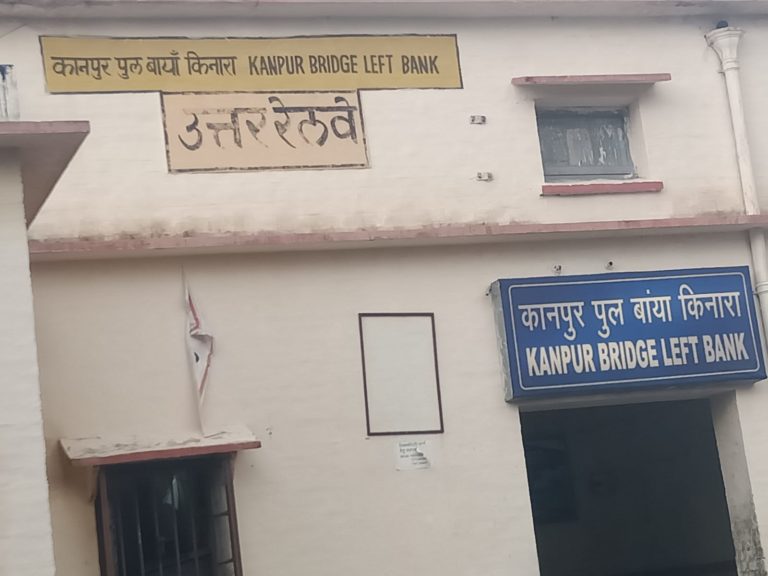 कानपुर पुल बायाँ किनारा KANPUR BRIDGE LEFT BANK
उत्तर रेलवे
कानपुर पुल बांया किनारा
KANPUR BRIDGE LEFT BANK